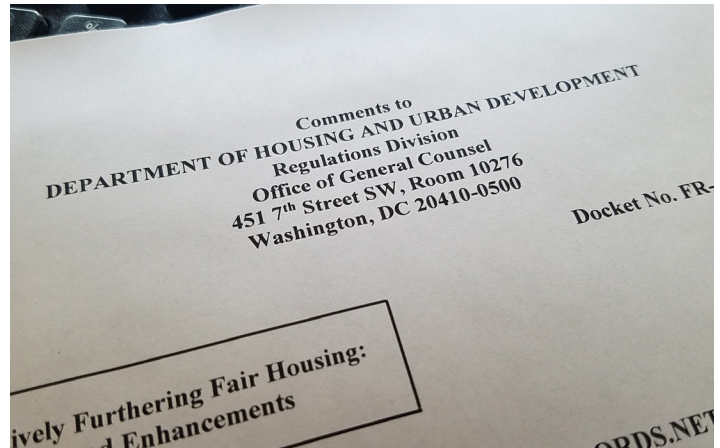 Comments to
DEPARTMENT OF HOUSING AND URBAN DEVELOPMENT
Regulations Division
Office of General Counsel
451 7th Street SW, Room 10276
Washington, DC 20410-0500
Docket No. FR-
ively Furthering Fair Housing:
d Enhancements
ORDS.NET